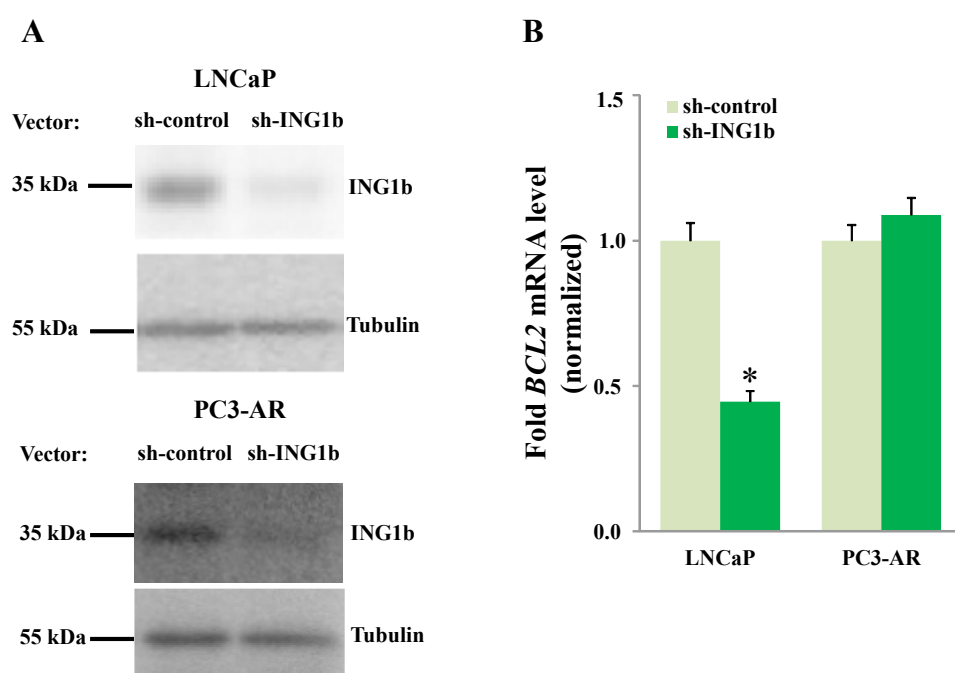 A
LNCaP
Vector: sh-control sh-ING1b
35 kDa ING1b
55 kDa Tubulin
PC3-AR
Vector: sh-control sh-ING1b
35 kDa ING1b
55 kDa Tubulin
B
Fold BCL2 mRNA level
(normalized)
1.5
1.0
0.5
0.0
sh-control
sh-ING1b
*
LNCaP PC3-AR